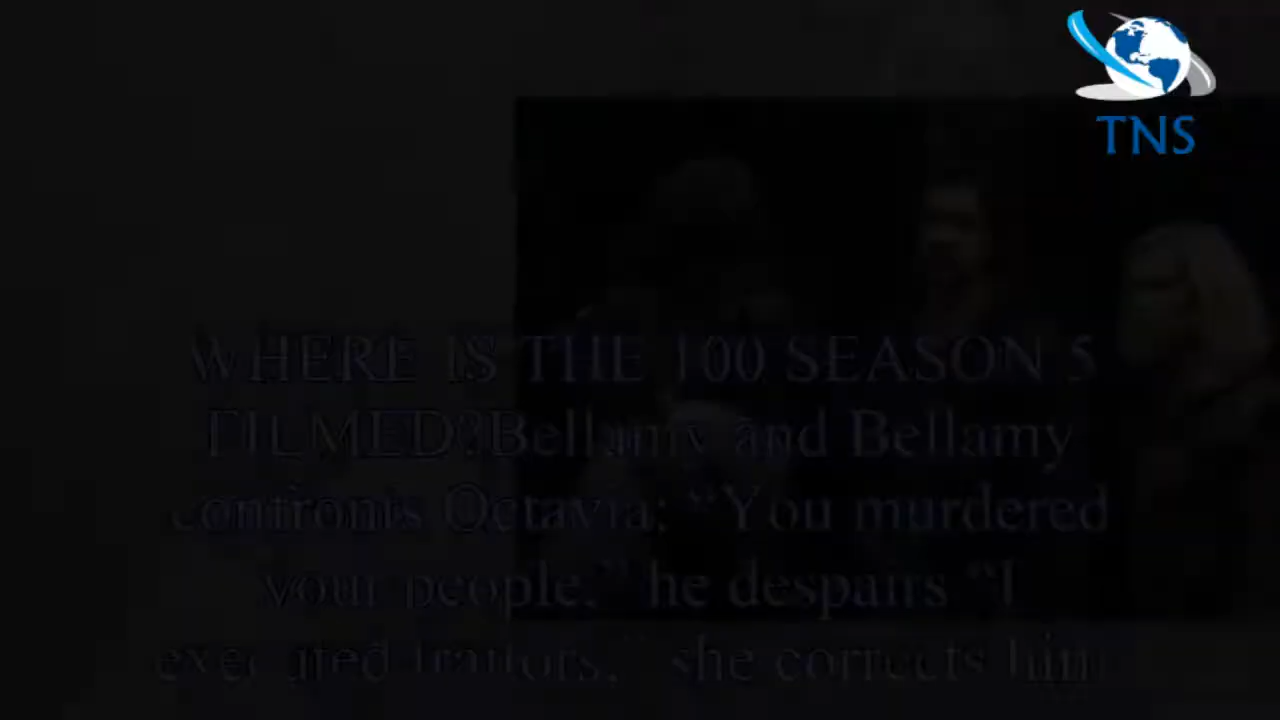 TNS
WHERE IS THE 100 SEASON 5
FILMED?Bellamy and Bellamy
confronts Octavia: “You murdered
your people,” he despairs “I
executed traitors,” she corrects him